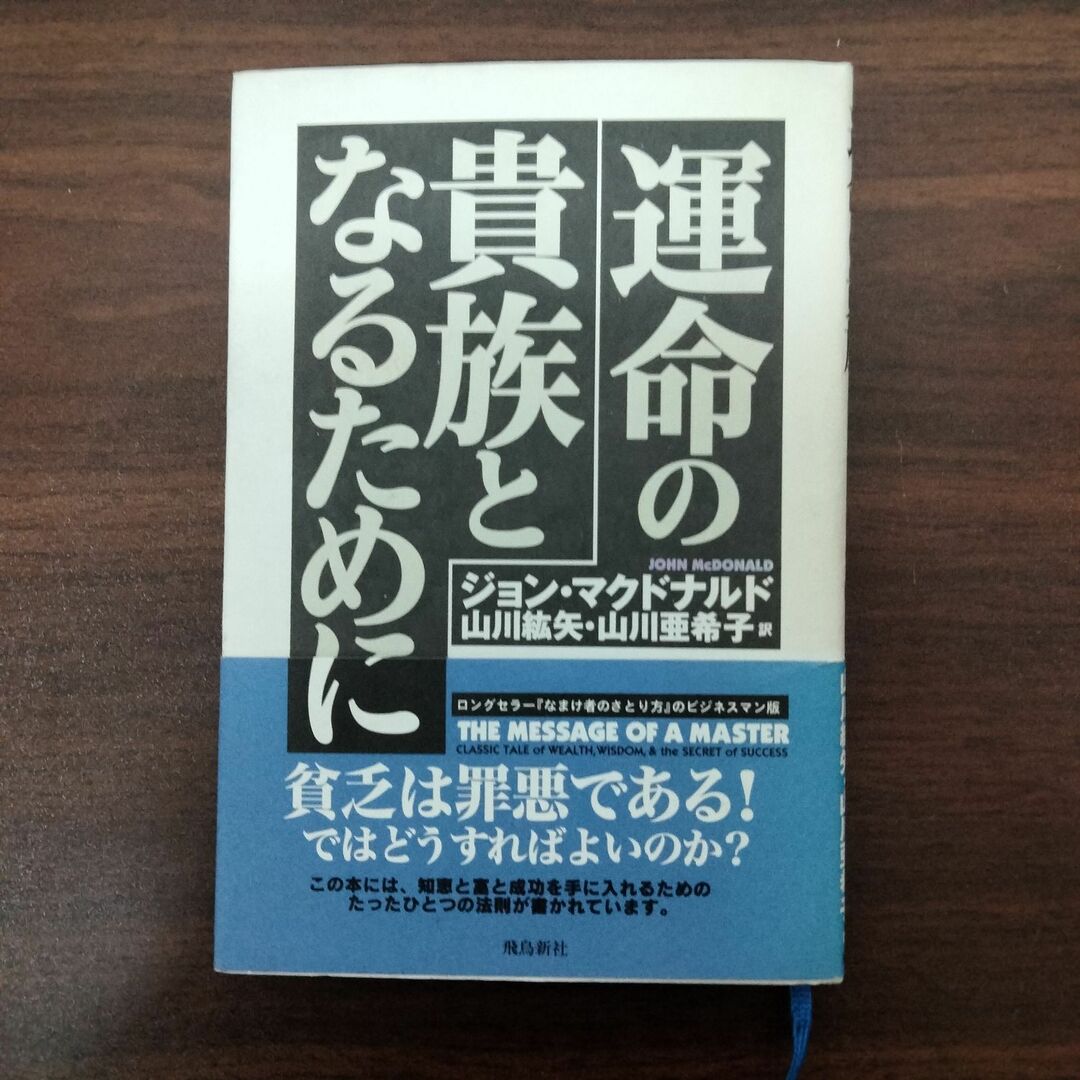 運命の
貴族と
なるために
JOHN McDONALD
ジョン・マクドナルド
山川紘矢・山川亜希子 訳
ロングセラー『なまけ者のさとり方』のビジネスマン版
THE MESSAGE OF A MASTER
CLASSIC TALE of WEALTH, WISDOM, & the SECRET of SUCCESS
貧乏は罪悪である!
ではどうすればよいのか?
この本には、知恵と富と成功を手に入れるための
たったひとつの法則が書かれています。
飛鳥新社